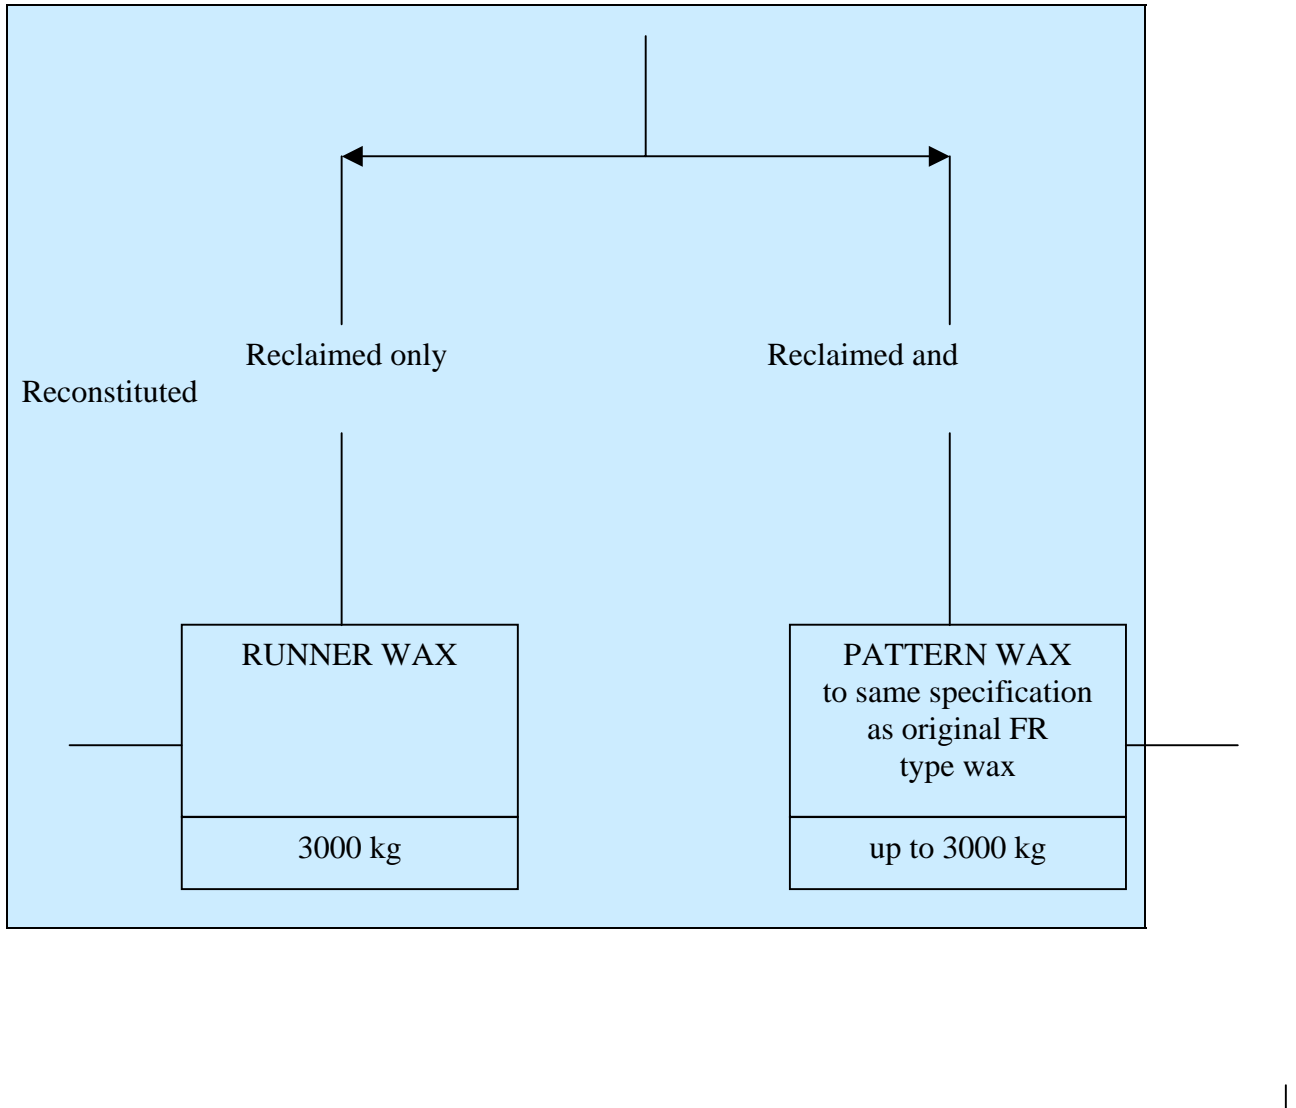 Reclaimed only Reclaimed and
Reconstituted
RUNNER WAX
3000 kg
PATTERN WAX
to same specification
as original FR
type wax
up to 3000 kg